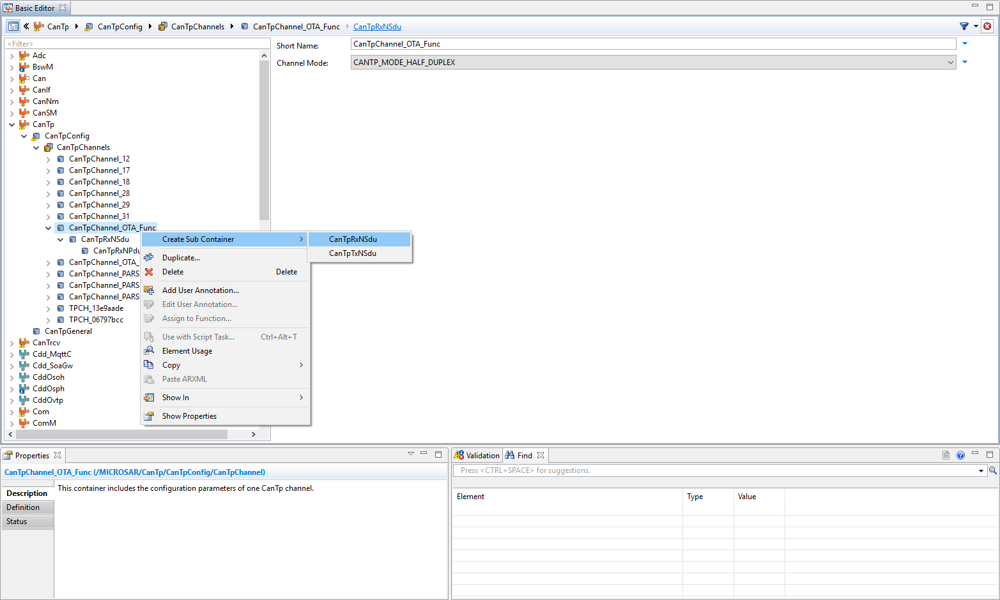 Basic Editor
CanTp CanTpConfig CanTpChannels CanTpChannel_OTA_Func CanTpRxNSdu
<Filter>
Adc
BswM
Can
CanIf
CanNm
CanSM
CanTp
CanTpConfig
CanTpChannels
CanTpChannel_12
CanTpChannel_17
CanTpChannel_18
CanTpChannel_28
CanTpChannel_29
CanTpChannel_31
CanTpChannel_OTA_Func
CanTpRxNSdu
CanTpRxNPdu
CanTpChannel_OTA_
CanTpChannel_PARS
CanTpChannel_PARS
CanTpChannel_PARS
TPCH_13e9aade
TPCH_06797bcc
CanTpGeneral
CanTrcv
Cdd_MqttC
Cdd_SoaGw
CddOsoh
CddOsph
CddOvtp
Com
ComM
Short Name: CanTpChannel_OTA_Func
Channel Mode: CANTP_MODE_HALF_DUPLEX
Create Sub Container
Duplicate...
Delete Delete
Add User Annotation...
Edit User Annotation...
Assign to Function...
Use with Script Task... Ctrl+Alt+T
Element Usage
Copy
Paste ARXML
Show In
Show Properties
CanTpRxNSdu
CanTpTxNSdu
Properties
CanTpChannel_OTA_Func (/MICROSAR/CanTp/CanTpConfig/CanTpChannel)
Description
Definition
Status
This container includes the configuration parameters of one CanTp channel.
Validation Find
Press <CTRL+SPACE> for suggestions.
Element Type Value